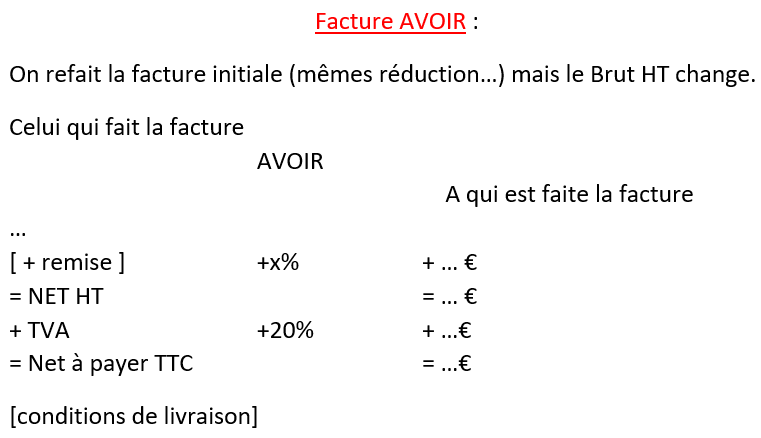 Facture AVOIR :
On refait la facture initiale (mêmes réduction...) mais le Brut HT change.
Celui qui fait la facture
AVOIR
A qui est faite la facture
...
[ + remise ] +x% + ... €
= NET HT = ... €
+ TVA +20% + ...€
= Net à payer TTC = ...€
[conditions de livraison]